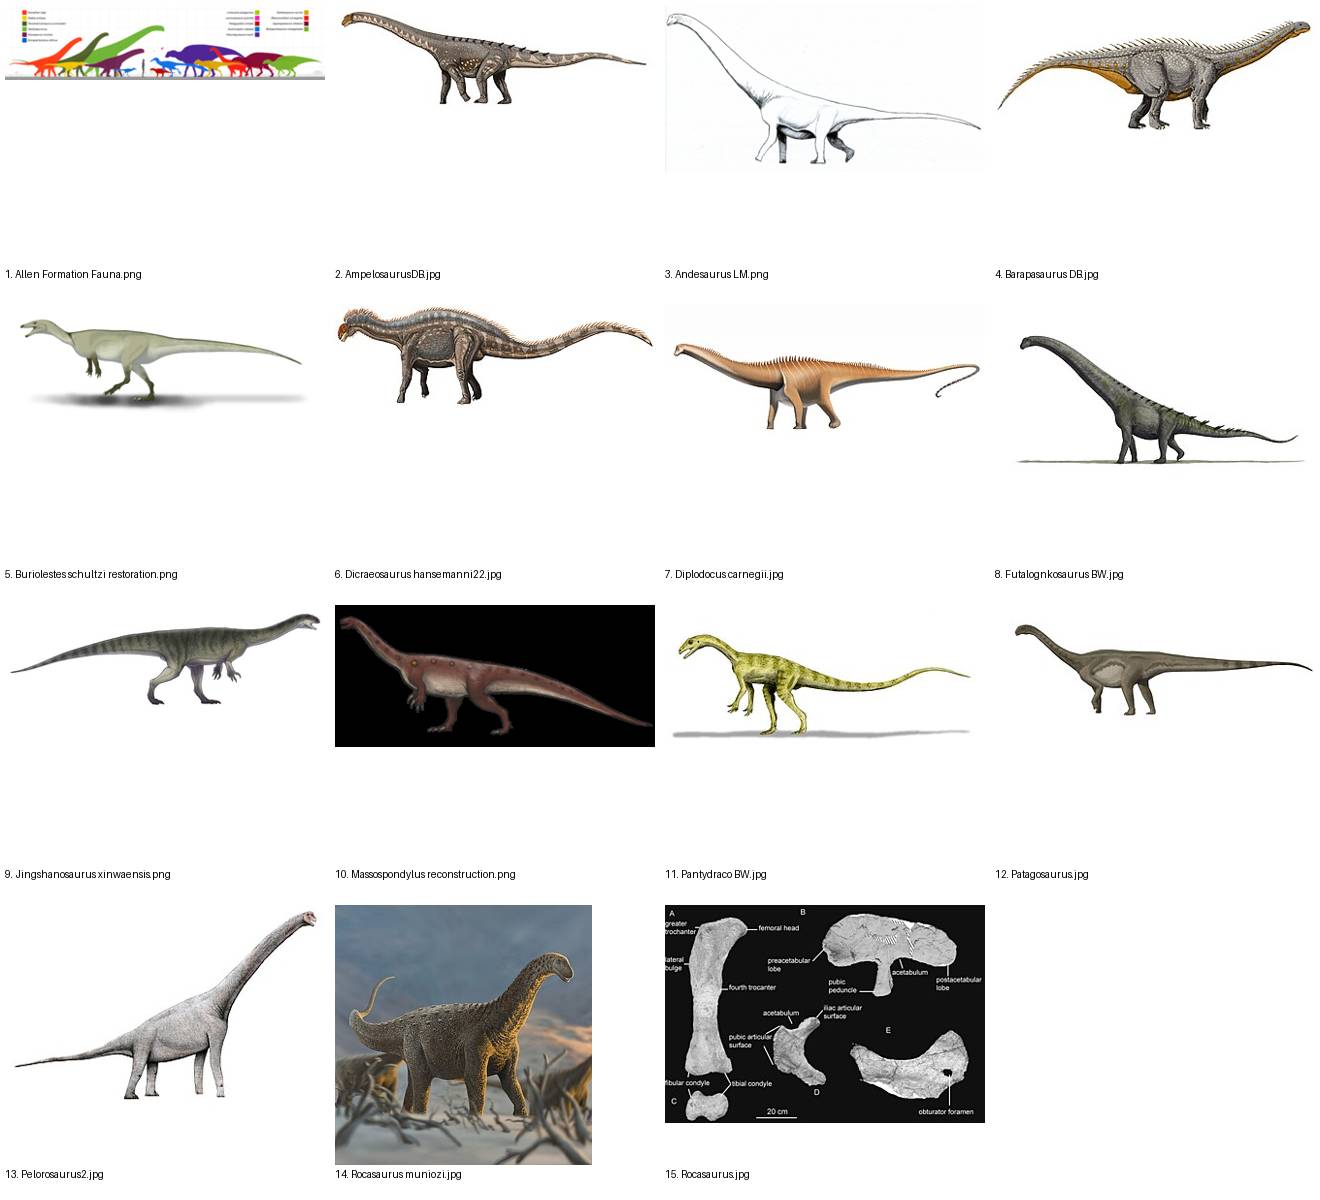 1. Allen Formation Fauna.png
2. AmpelosaurusDB.jpg
3. Andesaurus LM.png
4. Barapasaurus DB.jpg
5. Buriolestes schultzi restoration.png
6. Dicraeosaurus hansemanni22.jpg
7. Diplodocus carnegii.jpg
8. Futalognkosaurus BW.jpg
9. Jingshanosaurus xinwaensis.png
10. Massospondylus reconstruction.png
11. Pantydraco BW.jpg
12. Patagosaurus.jpg
A
B
greater
trochanter
femoral head
lateral
bulge
preacetabular
lobe
acetabulum
postacetabular
lobe
pubic
peduncle
fourth trocanter
iliac articular
surface
acetabulum
pubic articular
surface
E
fibular condyle
tibial condyle
D
C
20 cm
obturator foramen
13. Pelorosaurus2.jpg
14. Rocasaurus muniozi.jpg
15. Rocasaurus.jpg